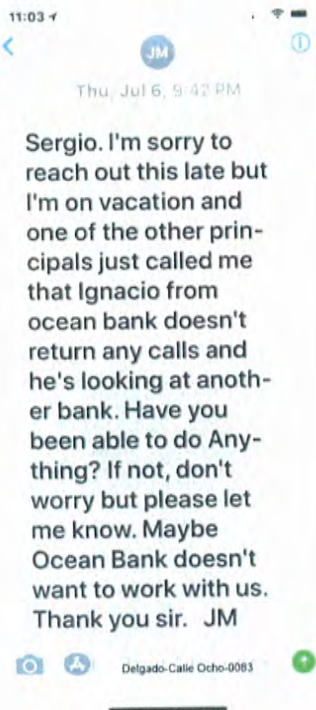 11:03
JM
Thu, Jul 6, 9:42 PM
Sergio. I'm sorry to
reach out this late but
I'm on vacation and
one of the other prin-
cipals just called me
that Ignacio from
ocean bank doesn't
return any calls and
he's looking at anoth-
er bank. Have you
been able to do Any-
thing? If not, don't
worry but please let
me know. Maybe
Ocean Bank doesn't
want to work with us.
Thank you sir. JM
Delgado-Calle Ocho-0083